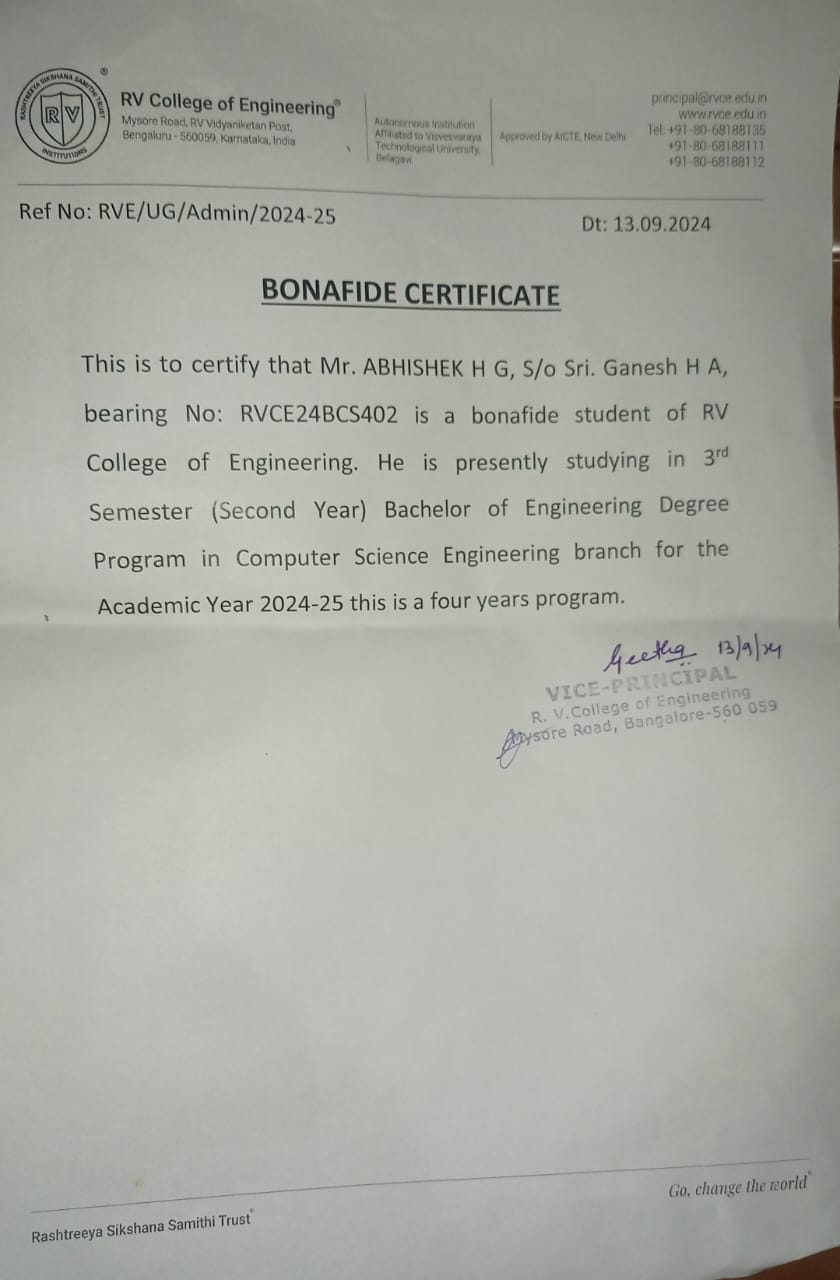 RASHTREEYA SIKSHANA SAMITHI TRUST
RV
INSTITUTIONS
®
RV College of Engineering®
Mysore Road, RV Vidyaniketan Post,
Bengaluru - 560059, Karnataka, India
Autonomous Institution
Affiliated to Visvesvaraya
Technological University,
Belagavi
Approved by AICTE, New Delhi
principal@rvce.edu.in
www.rvce.edu.in
Tel: +91-80-68188135
+91-80-68188111
+91-80-68188112
Ref No: RVE/UG/Admin/2024-25
Dt: 13.09.2024
BONAFIDE CERTIFICATE
This is to certify that Mr. ABHISHEK H G, S/o Sri. Ganesh H A,
bearing No: RVCE24BCS402 is a bonafide student of RV
College of Engineering. He is presently studying in 3rd
Semester (Second Year) Bachelor of Engineering Degree
Program in Computer Science Engineering branch for the
Academic Year 2024-25 this is a four years program.
Geetha 13/9/24
VICE-PRINCIPAL
R. V. College of Engineering
Mysore Road, Bangalore-560 059
Go, change the world®
Rashtreeya Sikshana Samithi Trust®